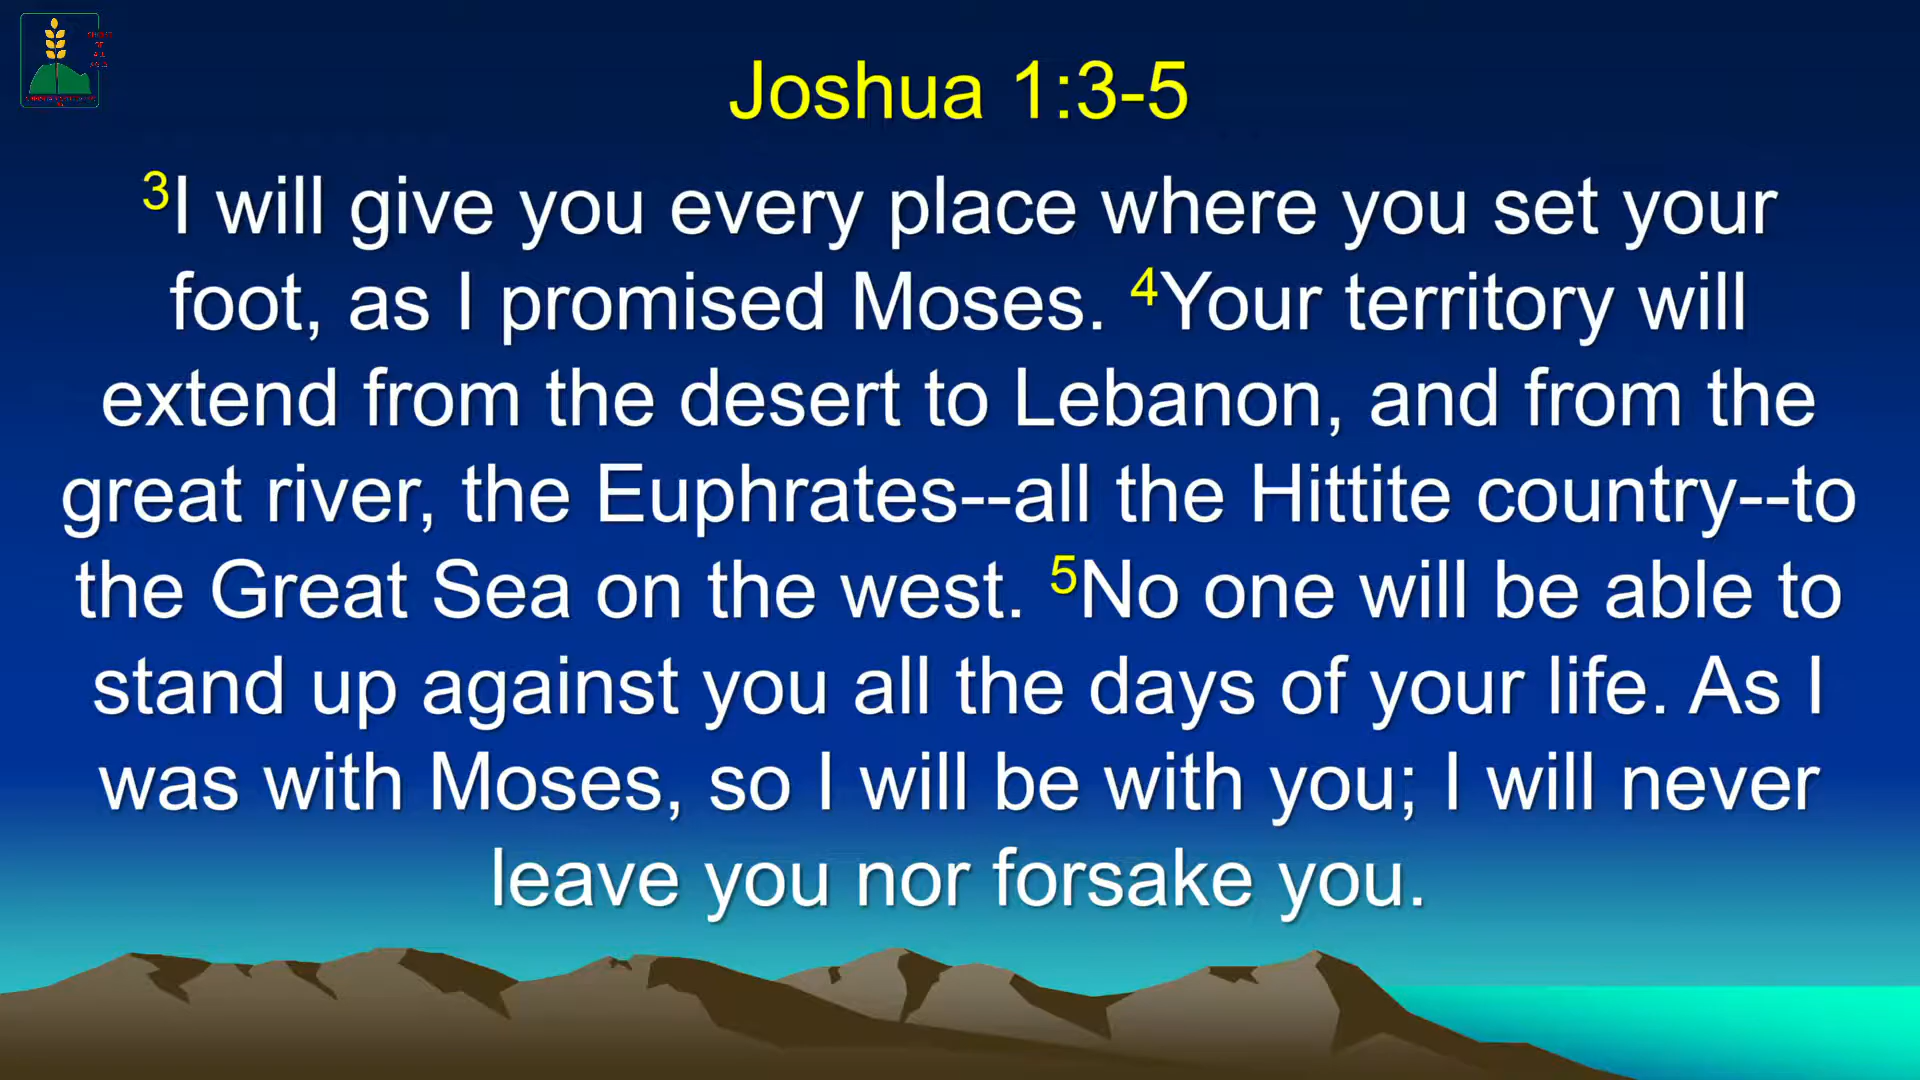 Joshua 1:3-5
3I will give you every place where you set your
foot, as I promised Moses. 4Your territory will
extend from the desert to Lebanon, and from the
great river, the Euphrates--all the Hittite country--to
the Great Sea on the west. 5No one will be able to
stand up against you all the days of your life. As I
was with Moses, so I will be with you; I will never
leave you nor forsake you.